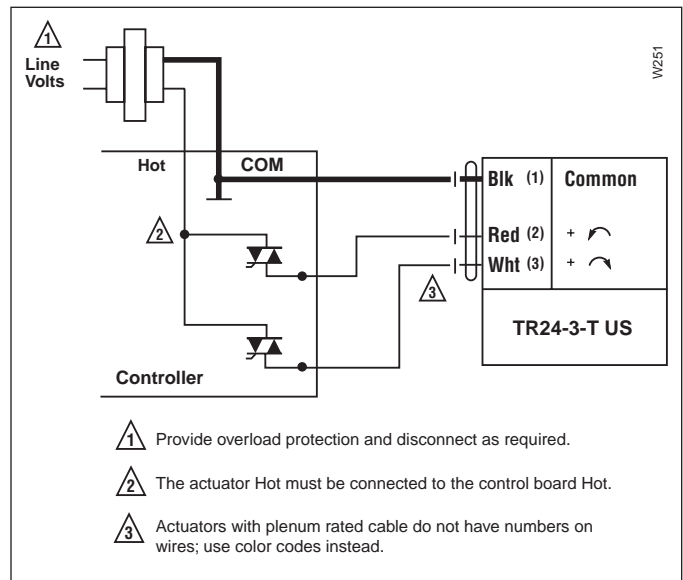 1
Line
Volts
W251
Hot COM
Blk (1) Common
2
Red (2) +
Wht (3) +
3
TR24-3-T US
Controller
1 Provide overload protection and disconnect as required.
2 The actuator Hot must be connected to the control board Hot.
3 Actuators with plenum rated cable do not have numbers on
wires; use color codes instead.